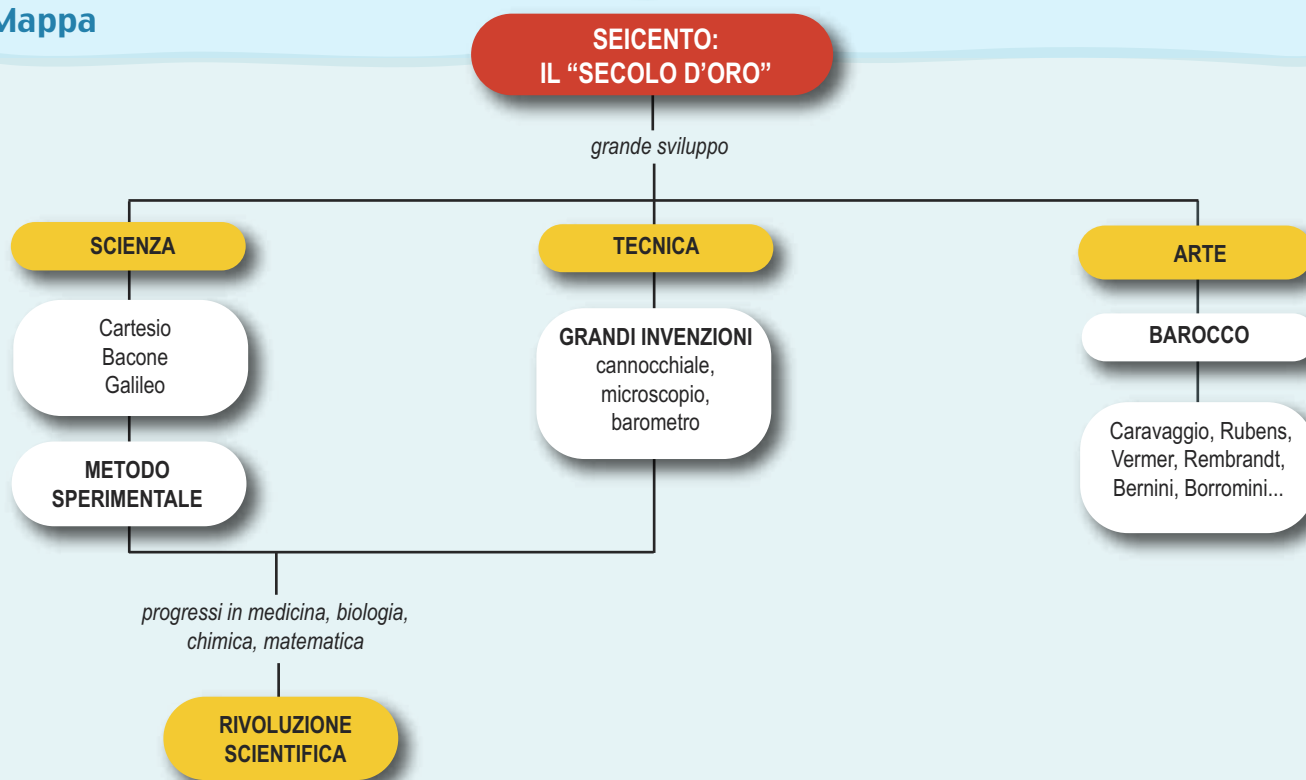 Mappa
SEICENTO:
IL “SECOLO D’ORO”
grande sviluppo
SCIENZA
Cartesio
Bacone
Galileo
METODO
SPERIMENTALE
TECNICA
GRANDI INVENZIONI
cannocchiale,
microscopio,
barometro
ARTE
BAROCCO
Caravaggio, Rubens,
Vermer, Rembrandt,
Bernini, Borromini...
progressi in medicina, biologia,
chimica, matematica
RIVOLUZIONE
SCIENTIFICA